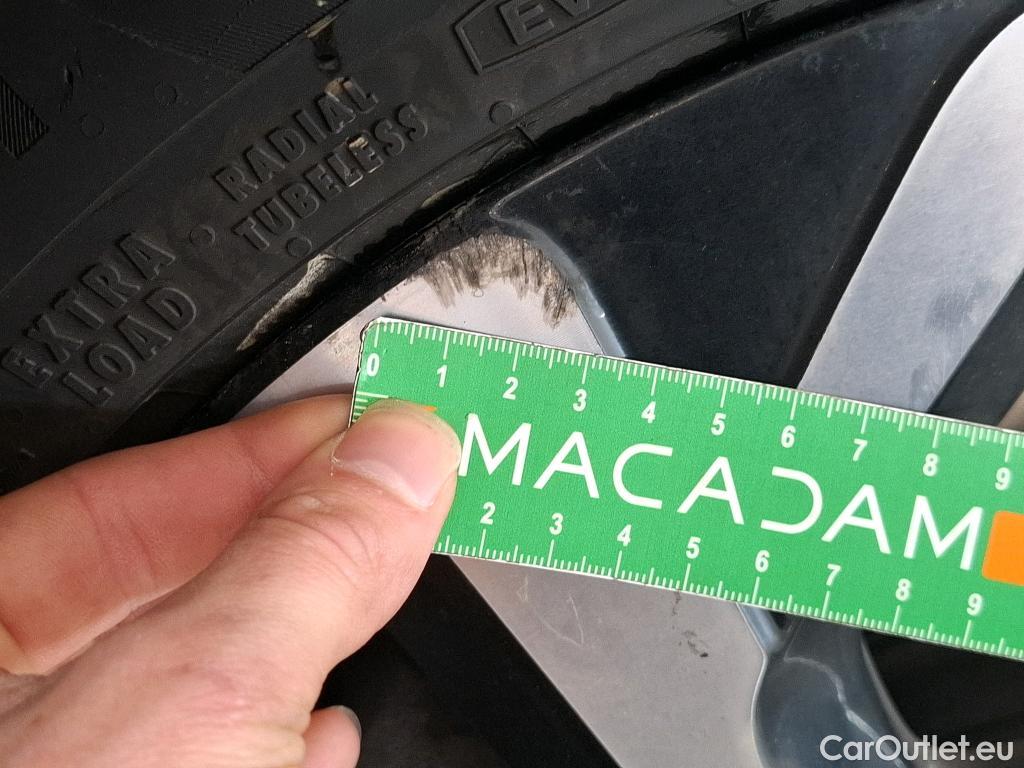 EV
RADIAL
TUBELESS
EXTRA
LOAD
0 1 2 3 4 5 6 7 8 9
MACADAM
2 3 4 5 6 7 8 9
CarOutlet.eu